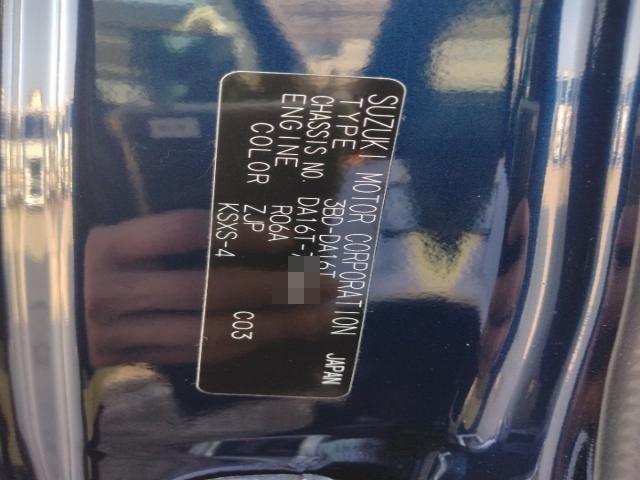 SUZUKI MOTOR CORPORATION JAPAN
TYPE 3BD-DA16T
CHASSIS NO. DA16T-
ENGINE R06A
COLOR ZJP
KSXS-4 C03